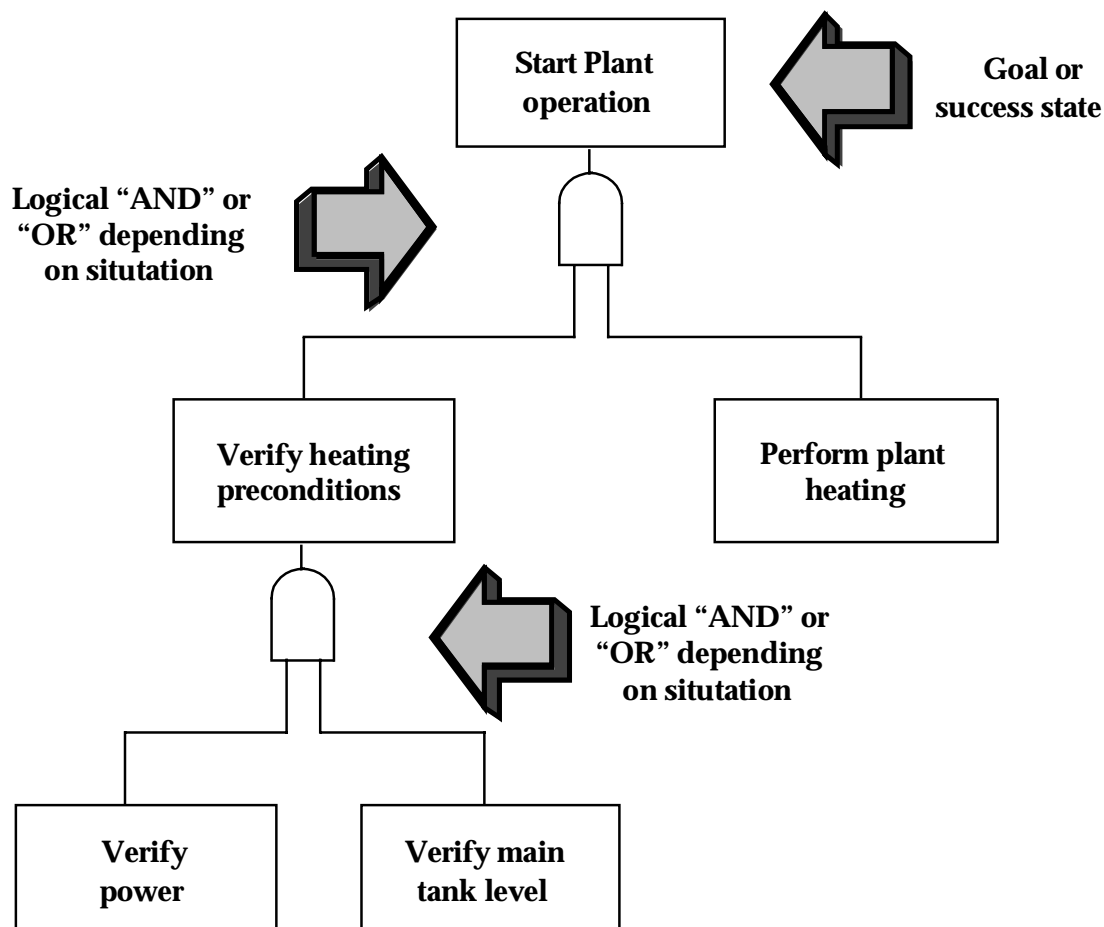 Start Plant
operation
Goal or
success state
Logical “AND” or
“OR” depending
on situtation
Verify heating
preconditions
Perform plant
heating
Logical “AND” or
“OR” depending
on situtation
Verify
power
Verify main
tank level